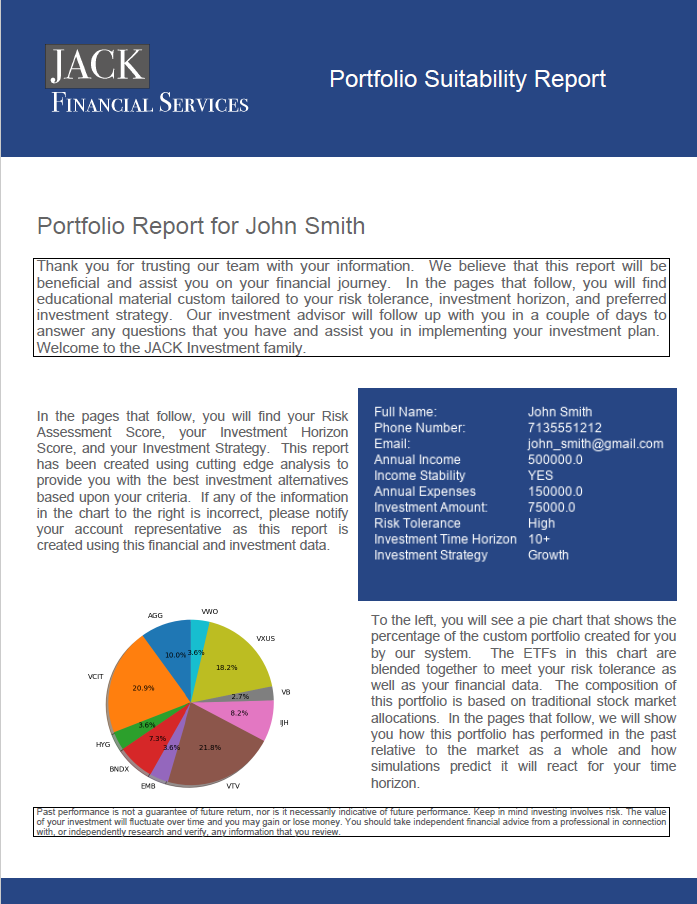 JACK
FINANCIAL SERVICES
Portfolio Suitability Report
Portfolio Report for John Smith
Thank you for trusting our team with your information. We believe that this report will be
beneficial and assist you on your financial journey. In the pages that follow, you will find
educational material custom tailored to your risk tolerance, investment horizon, and preferred
investment strategy. Our investment advisor will follow up with you in a couple of days to
answer any questions that you have and assist you in implementing your investment plan.
Welcome to the JACK Investment family.
In the pages that follow, you will find your Risk
Assessment Score, your Investment Horizon
Score, and your Investment Strategy. This report
has been created using cutting edge analysis to
provide you with the best investment alternatives
based upon your criteria. If any of the information
in the chart to the right is incorrect, please notify
your account representative as this report is
created using this financial and investment data.
Full Name: John Smith
Phone Number: 7135551212
Email: john_smith@gmail.com
Annual Income 500000.0
Income Stability YES
Annual Expenses 150000.0
Investment Amount: 75000.0
Risk Tolerance High
Investment Time Horizon 10+
Investment Strategy Growth
AGG
10.0%
VWO
3.6%
VXUS
18.2%
VB
2.7%
IJH
8.2%
VTV
21.8%
EMB
3.6%
BNDX
7.3%
HYG
3.6%
VCIT
20.9%
To the left, you will see a pie chart that shows the
percentage of the custom portfolio created for you
by our system. The ETFs in this chart are
blended together to meet your risk tolerance as
well as your financial data. The composition of
this portfolio is based on traditional stock market
allocations. In the pages that follow, we will show
you how this portfolio has performed in the past
relative to the market as a whole and how
simulations predict it will react for your time
horizon.
Past performance is not a guarantee of future return, nor is it necessarily indicative of future performance. Keep in mind investing involves risk. The value
of your investment will fluctuate over time and you may gain or lose money. You should take independent financial advice from a professional in connection
with, or independently research and verify, any information that you review.